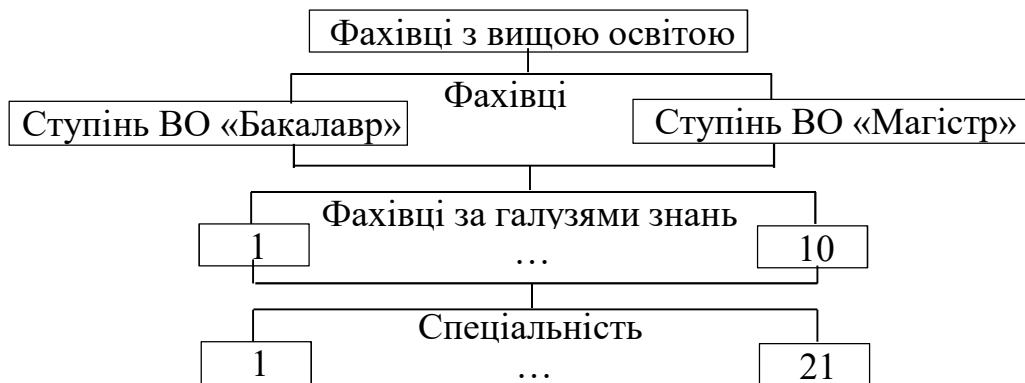 Фахівці з вищою освітою
Фахівці
Ступінь ВО «Бакалавр»
Ступінь ВО «Магістр»
Фахівці за галузями знань
1
…
10
Спеціальність
1
…
21